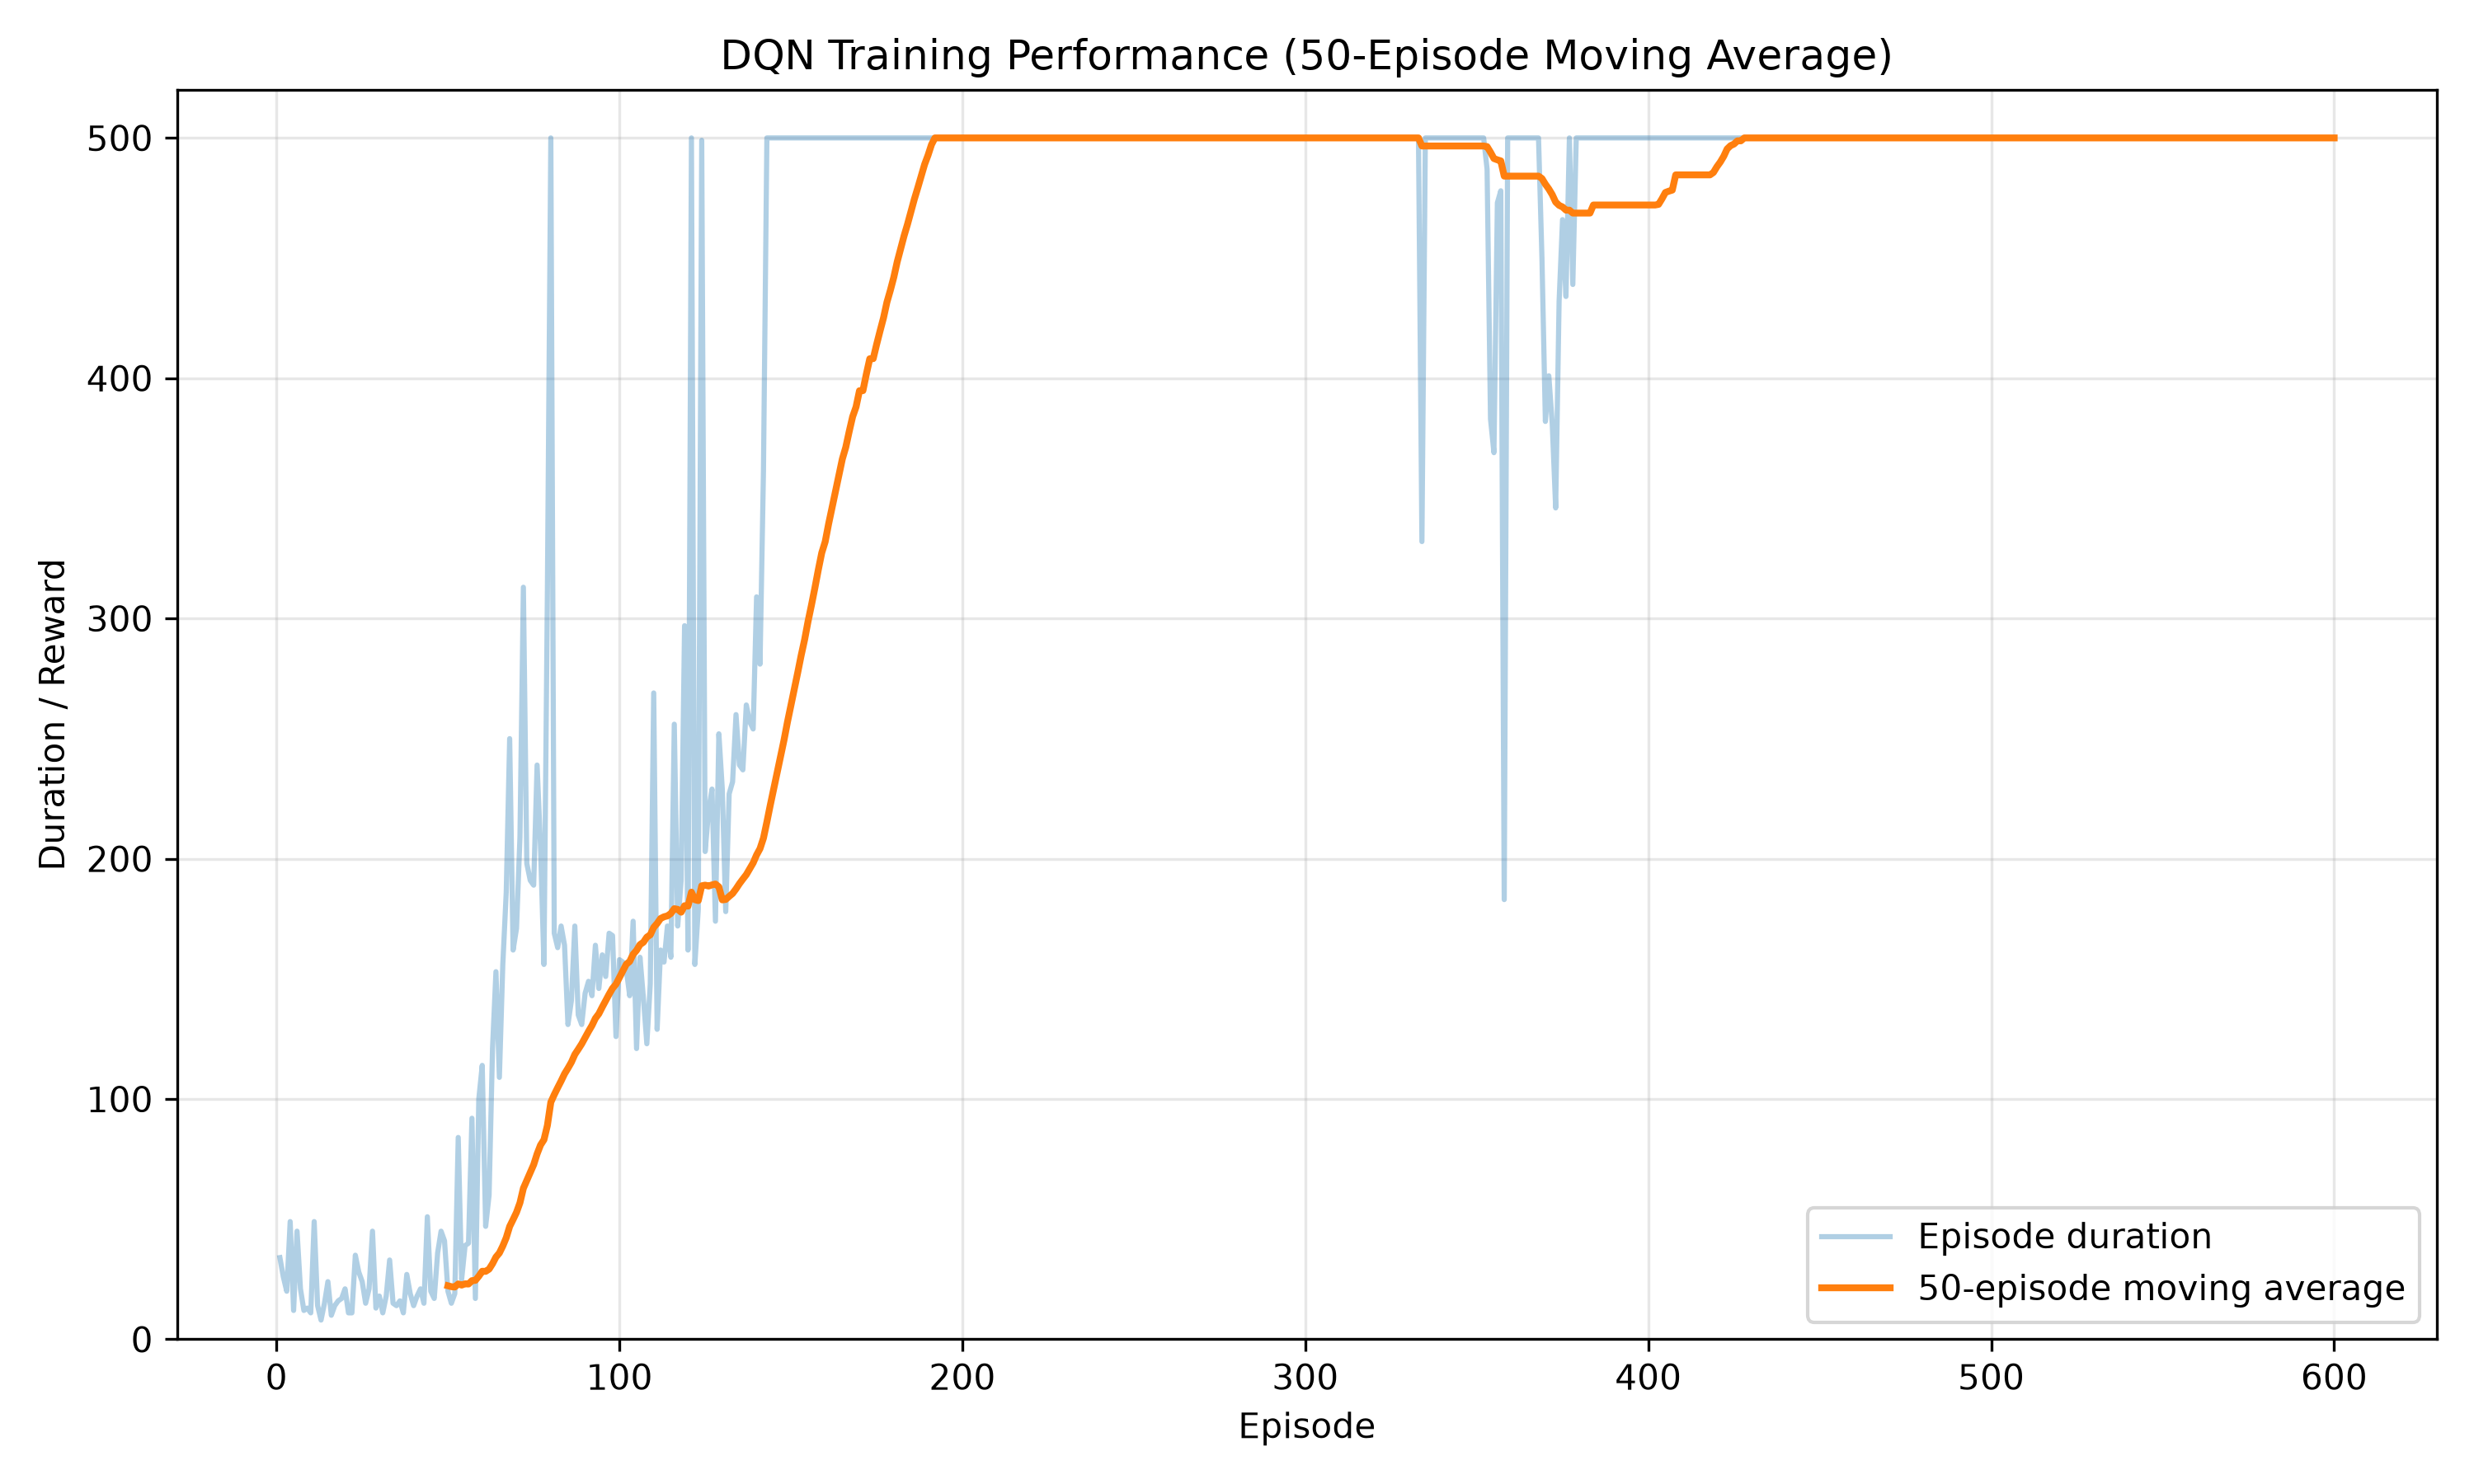 DQN Training Performance (50-Episode Moving Average)
500
400
300
200
100
0
Duration / Reward
0 100 200 300 400 500 600
Episode
Episode duration
50-episode moving average